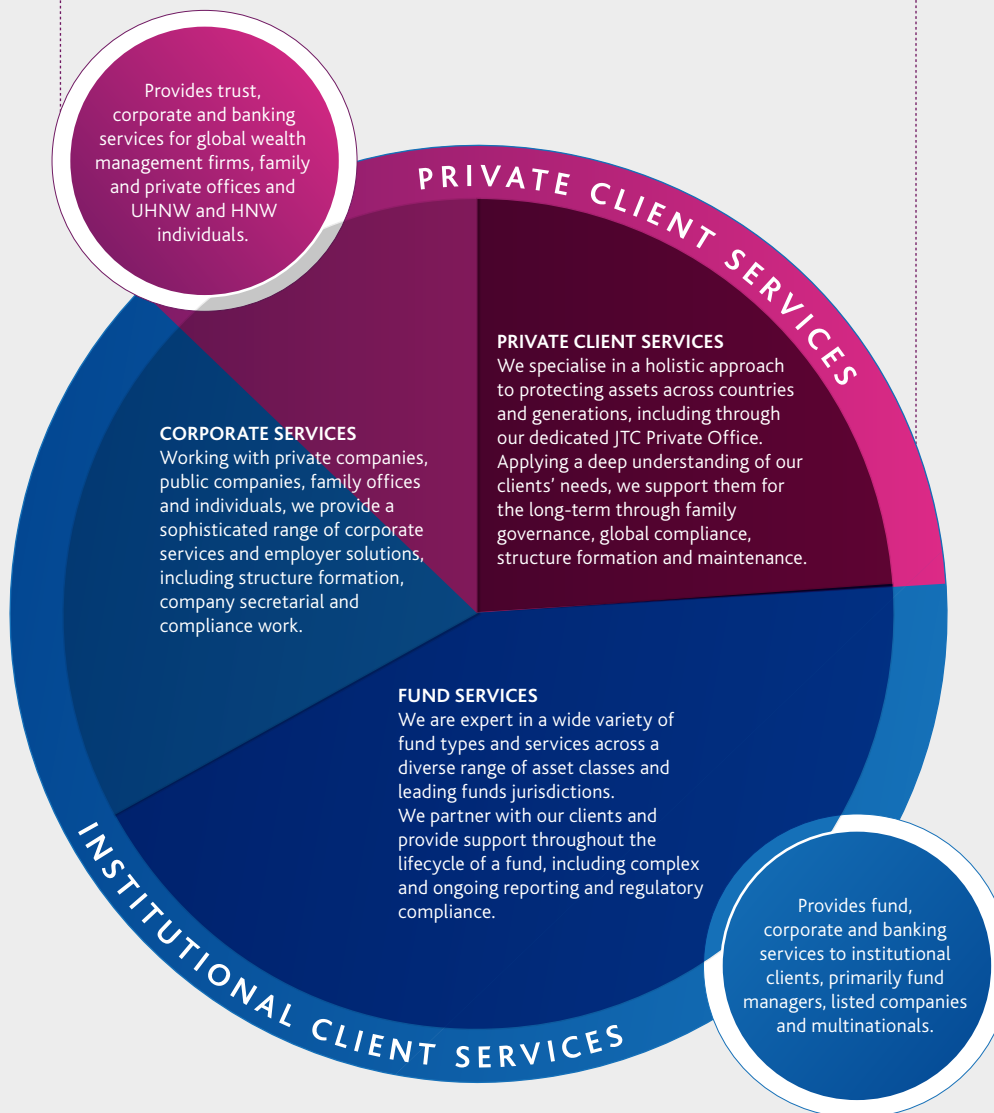 Provides trust,
corporate and banking
services for global wealth
management firms, family
and private offices and
UHNW and HNW
individuals.
PRIVATE CLIENT SERVICES
PRIVATE CLIENT SERVICES
We specialise in a holistic approach
to protecting assets across countries
and generations, including through
our dedicated JTC Private Office.
Applying a deep understanding of our
clients’ needs, we support them for
the long-term through family
governance, global compliance,
structure formation and maintenance.
CORPORATE SERVICES
Working with private companies,
public companies, family offices
and individuals, we provide a
sophisticated range of corporate
services and employer solutions,
including structure formation,
company secretarial and
compliance work.
FUND SERVICES
We are expert in a wide variety of
fund types and services across a
diverse range of asset classes and
leading funds jurisdictions.
We partner with our clients and
provide support throughout the
lifecycle of a fund, including complex
and ongoing reporting and regulatory
compliance.
INSTITUTIONAL CLIENT SERVICES
Provides fund,
corporate and banking
services to institutional
clients, primarily fund
managers, listed companies
and multinationals.